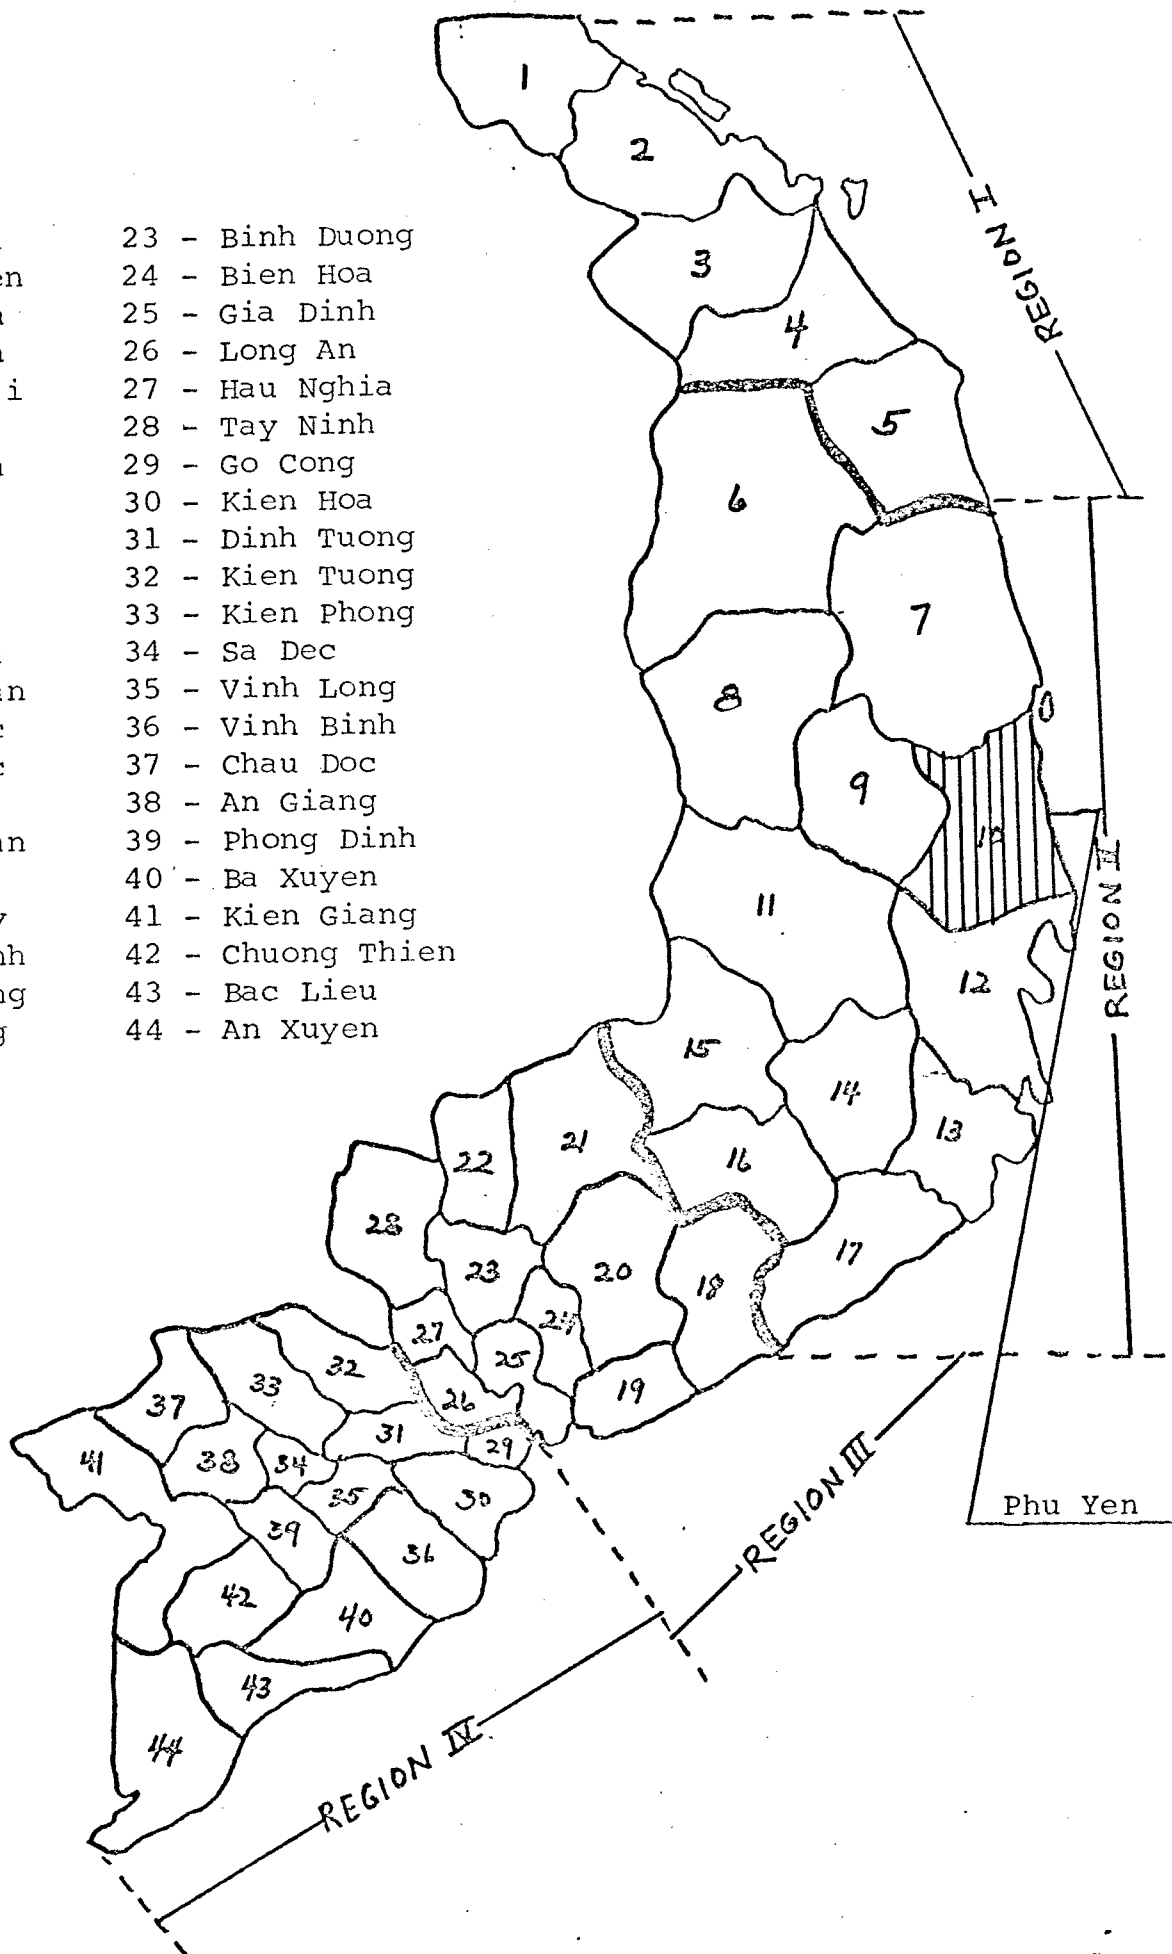 23 - Binh Duong
en 24 - Bien Hoa
25 - Gia Dinh
26 - Long An
i 27 - Hau Nghia
28 - Tay Ninh
29 - Go Cong
30 - Kien Hoa
31 - Dinh Tuong
32 - Kien Tuong
33 - Kien Phong
34 - Sa Dec
an 35 - Vinh Long
c 36 - Vinh Binh
c 37 - Chau Doc
38 - An Giang
an 39 - Phong Dinh
40 - Ba Xuyen
y 41 - Kien Giang
nh 42 - Chuong Thien
ng 43 - Bac Lieu
g 44 - An Xuyen
1
2
3
4
5
6
7
8
9
10
11
12
13
14
15
16
17
18
19
20
21
22
23
24
25
26
27
28
29
30
31
32
33
34
35
36
37
38
39
40
41
42
43
44
REGION I
REGION II
REGION III
REGION IV
Phu Yen